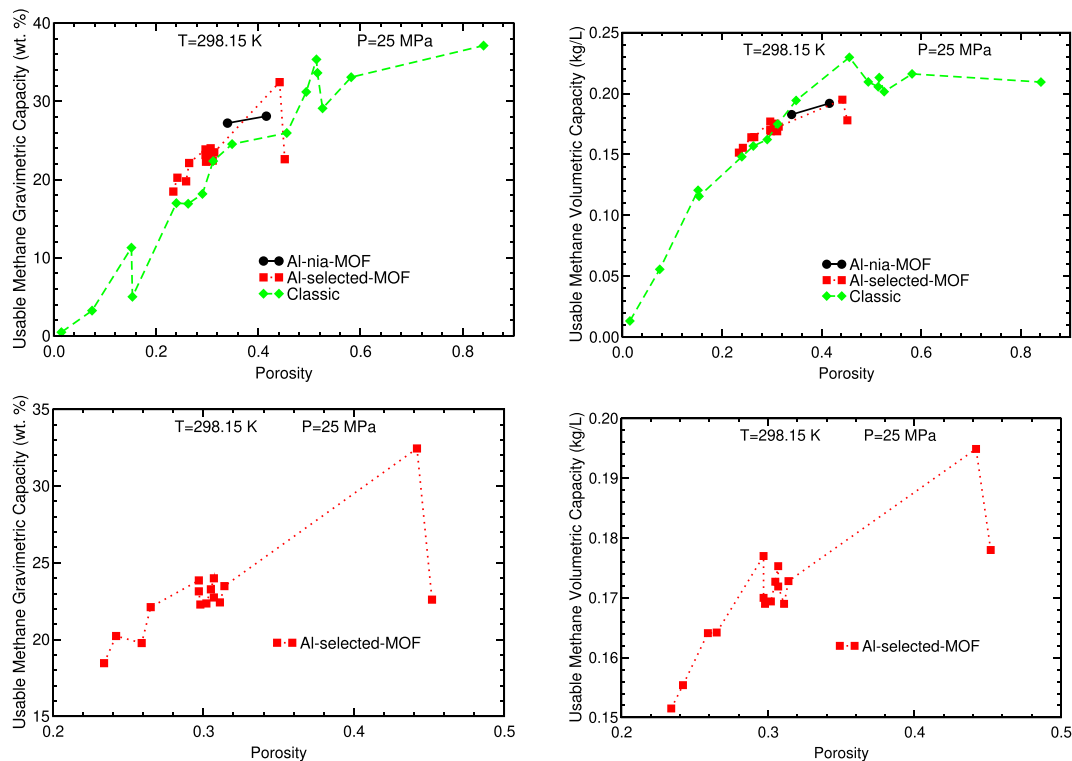 Usable Methane Gravimetric Capacity (wt. %)
40
30
20
10
0
T=298.15 K P=25 MPa
Al-nia-MOF
Al-selected-MOF
Classic
0.0 0.2 0.4 0.6 0.8
Porosity
Usable Methane Volumetric Capacity (kg/L)
0.25
0.20
0.15
0.10
0.05
0.00
T=298.15 K P=25 MPa
Al-nia-MOF
Al-selected-MOF
Classic
0.0 0.2 0.4 0.6 0.8
Porosity
Usable Methane Gravimetric Capacity (wt. %)
35
30
25
20
15
T=298.15 K P=25 MPa
Al-selected-MOF
0.2 0.3 0.4 0.5
Porosity
Usable Methane Volumetric Capacity (kg/L)
0.20
0.19
0.18
0.17
0.16
0.15
T=298.15 K P=25 MPa
Al-selected-MOF
0.2 0.3 0.4 0.5
Porosity